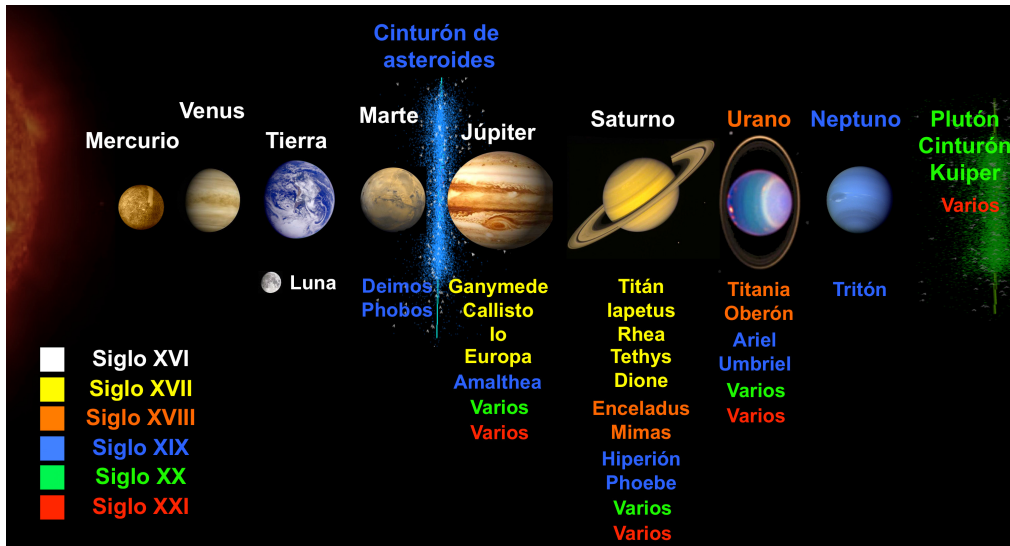 Cinturón de
asteroides
Mercurio
Venus
Tierra
Marte
Júpiter
Saturno
Urano
Neptuno
Plutón
Cinturón
Kuiper
Varios
Luna
Deimos
Phobos
Ganymede
Callisto
Io
Europa
Amalthea
Varios
Varios
Titán
Iapetus
Rhea
Tethys
Dione
Enceladus
Mimas
Hiperión
Phoebe
Varios
Varios
Titania
Oberón
Ariel
Umbriel
Varios
Varios
Tritón
Siglo XVI
Siglo XVII
Siglo XVIII
Siglo XIX
Siglo XX
Siglo XXI